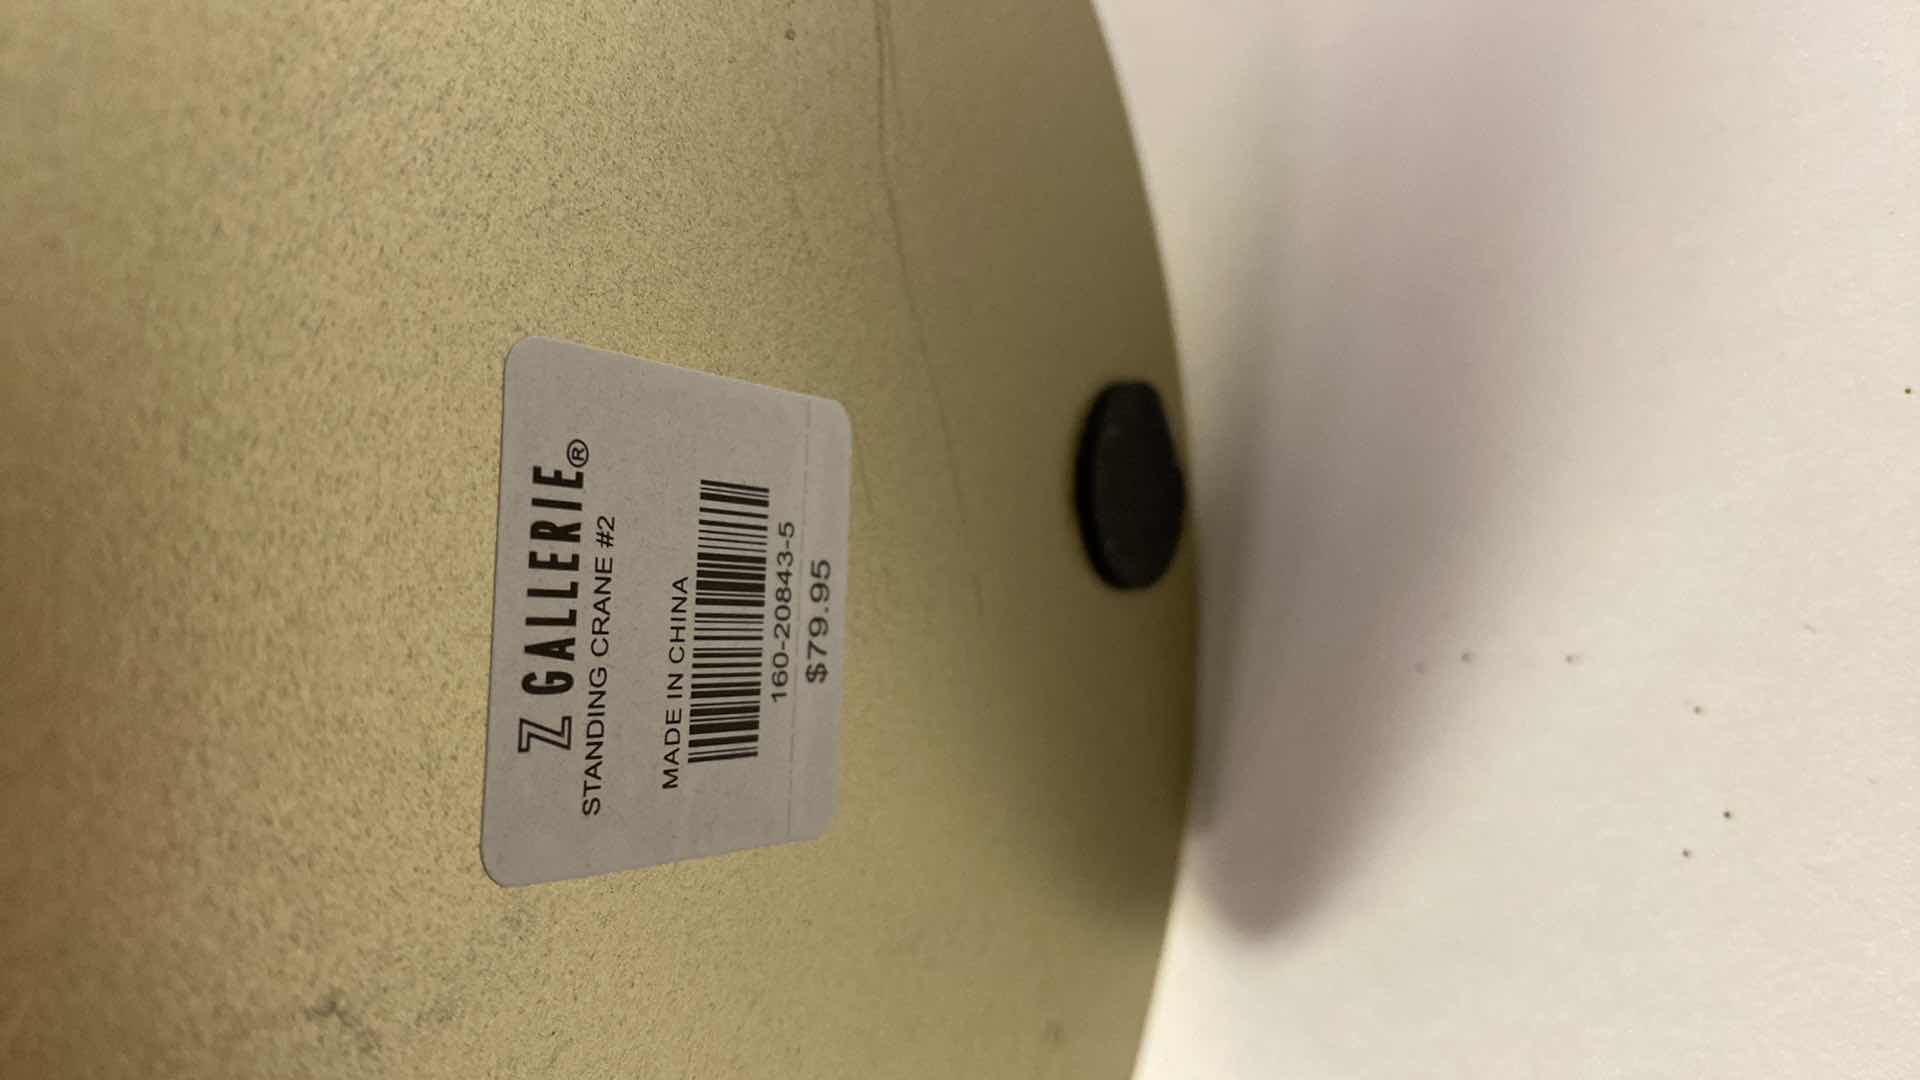 Z GALLERIE®
STANDING CRANE #2
MADE IN CHINA
160-20843-5
$79.95